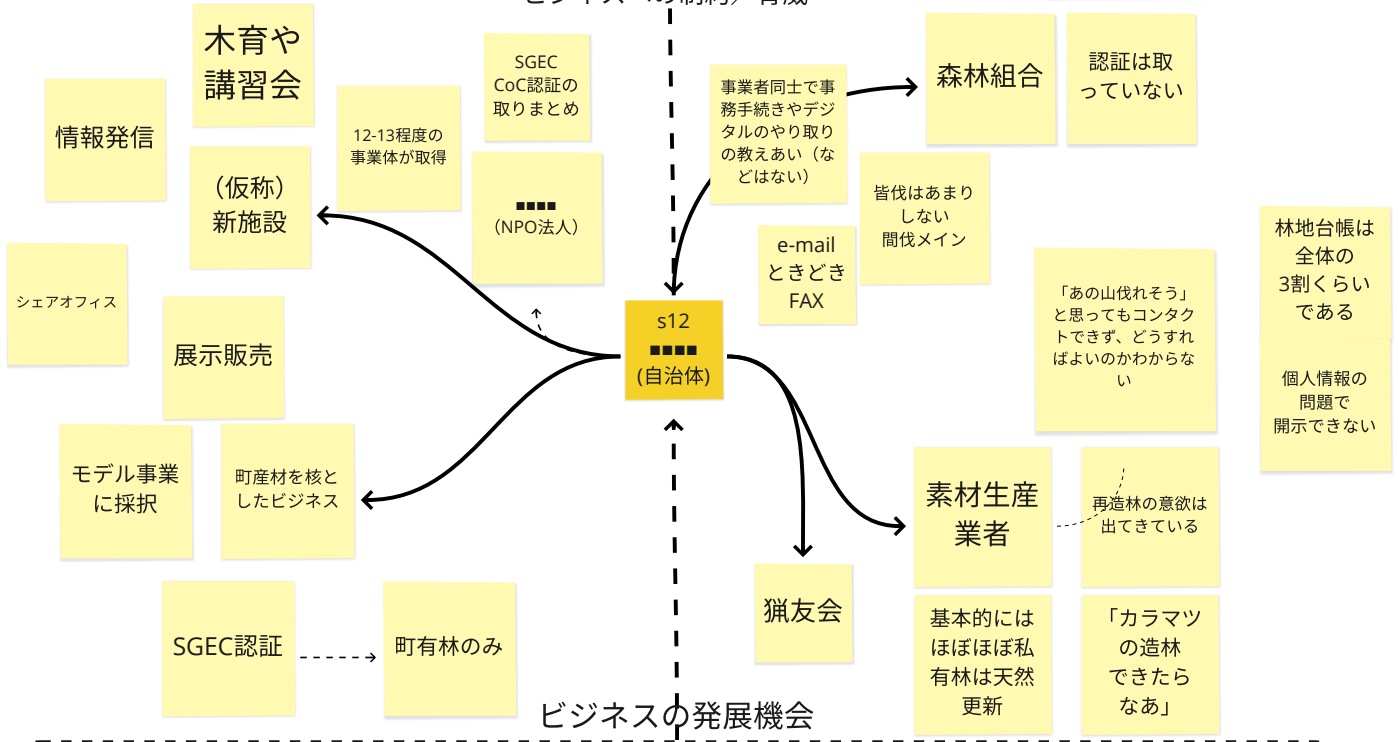 ビジネスへの制約／脅威
木育や
講習会
情報発信
12-13程度の
事業体が取得
SGEC
CoC認証の
取りまとめ
（仮称）
新施設
■■■■
（NPO法人）
シェアオフィス
展示販売
モデル事業
に採択
町産材を核と
したビジネス
SGEC認証
町有林のみ
s12
■■■■
(自治体)
事業者同士で事
務手続きやデジ
タルのやり取り
の教えあい（な
どはない）
森林組合
認証は取
っていない
皆伐はあまり
しない
間伐メイン
e-mail
ときどき
FAX
「あの山伐れそう」
と思ってもコンタク
トできず、どうすれ
ばよいのかわからな
い
林地台帳は
全体の
3割くらい
である
個人情報の
問題で
開示できない
素材生産
業者
再造林の意欲は
出てきている
猟友会
基本的には
ほぼほぼ私
有林は天然
更新
「カラマツ
の造林
できたら
なあ」
ビジネスの発展機会